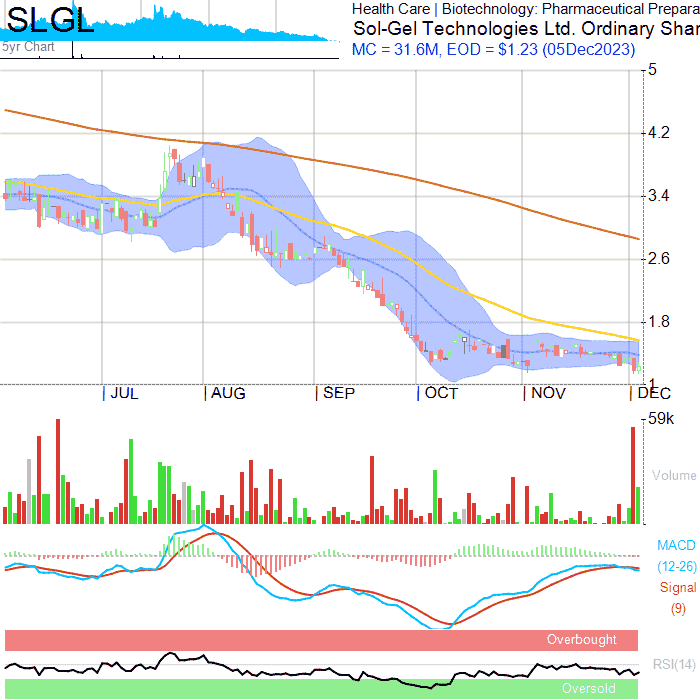 SLGL
5yr Chart
Health Care | Biotechnology: Pharmaceutical Prepara
Sol-Gel Technologies Ltd. Ordinary Shar
MC = 31.6M, EOD = $1.23 (05Dec2023)
5
4.2
3.4
2.6
1.8
1
JUL AUG SEP OCT NOV DEC
59k
Volume
MACD
(12-26)
Signal
(9)
Overbought
RSI(14)
Oversold